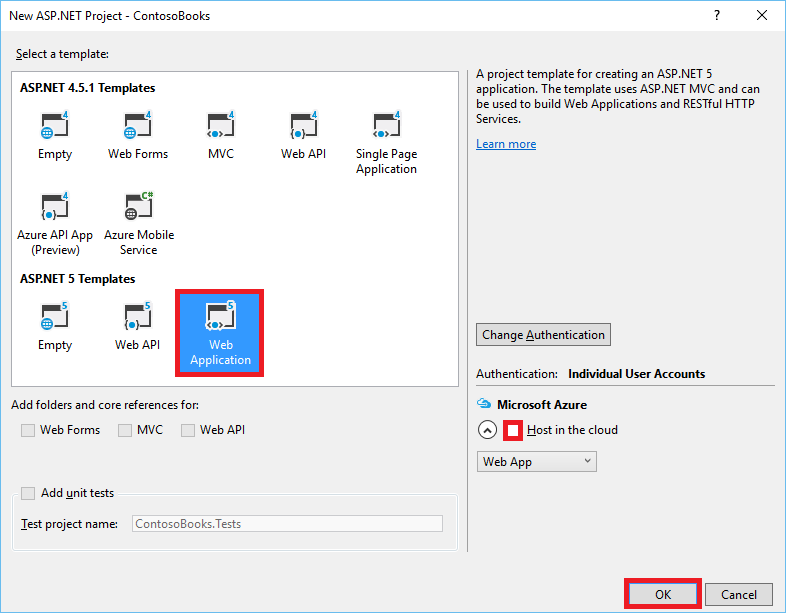 New ASP.NET Project - ContosoBooks
?
Select a template:
ASP.NET 4.5.1 Templates
4
4
4
4
4
Empty
Web Forms
MVC
Web API
Single Page
Application
4
C#
Azure API App
(Preview)
Azure Mobile
Service
ASP.NET 5 Templates
5
5
5
Empty
Web API
Web
Application
A project template for creating an ASP.NET 5
application. The template uses ASP.NET MVC and can
be used to build Web Applications and RESTful HTTP
Services.
Learn more
Change Authentication
Authentication: Individual User Accounts
Microsoft Azure
Host in the cloud
Web App
Add folders and core references for:
Web Forms
MVC
Web API
Add unit tests
Test project name: ContosoBooks.Tests
OK
Cancel